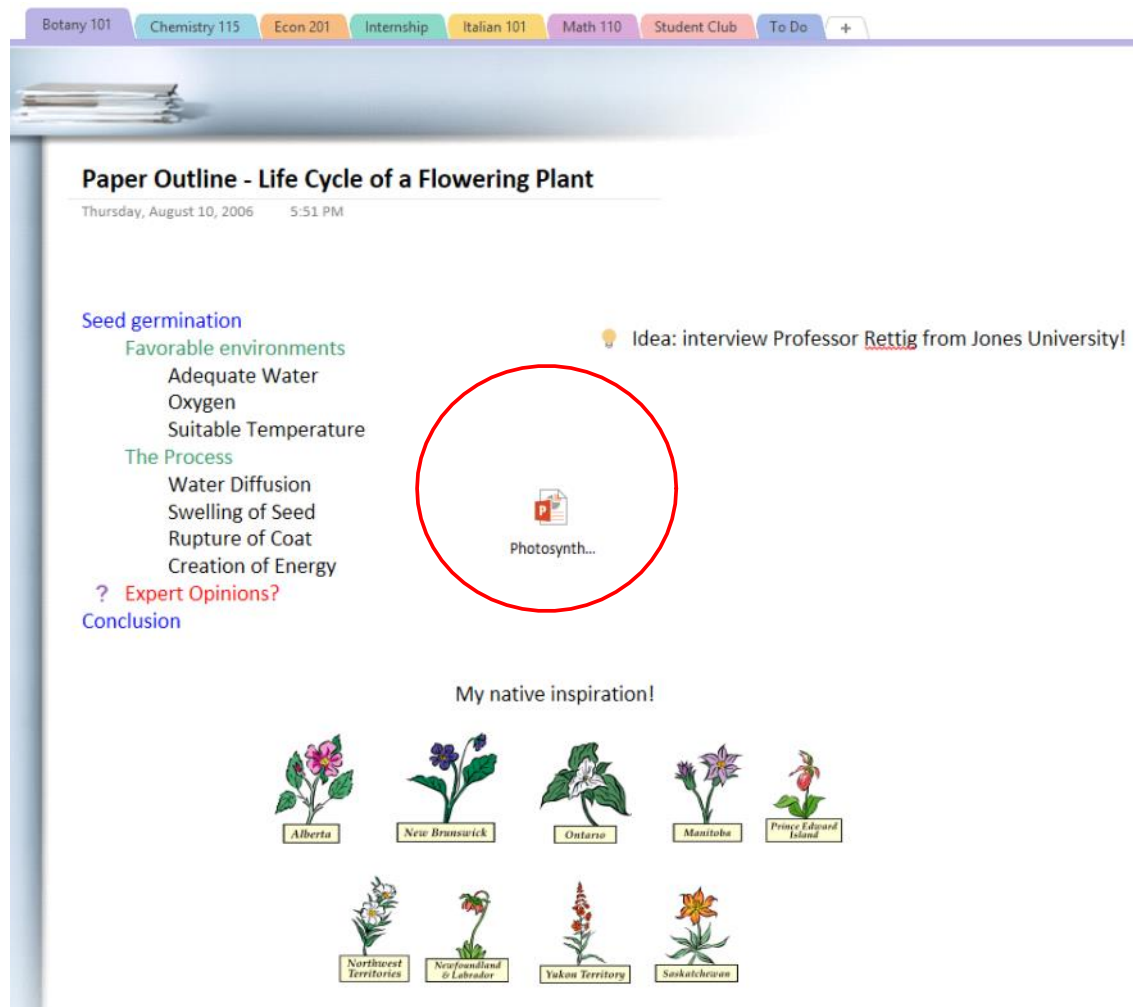 Botany 101 Chemistry 115 Econ 201 Internship Italian 101 Math 110 Student Club To Do +
Paper Outline - Life Cycle of a Flowering Plant
Thursday, August 10, 2006 5:51 PM
Seed germination
Favorable environments
Adequate Water
Oxygen
Suitable Temperature
The Process
Water Diffusion
Swelling of Seed
Rupture of Coat
Creation of Energy
? Expert Opinions?
Conclusion
Idea: interview Professor Rettig from Jones University!
P
Photosynth...
My native inspiration!
Alberta
New Brunswick
Ontario
Manitoba
Prince Edward
Island
Northwest
Territories
Newfoundland
& Labrador
Yukon Territory
Saskatchewan